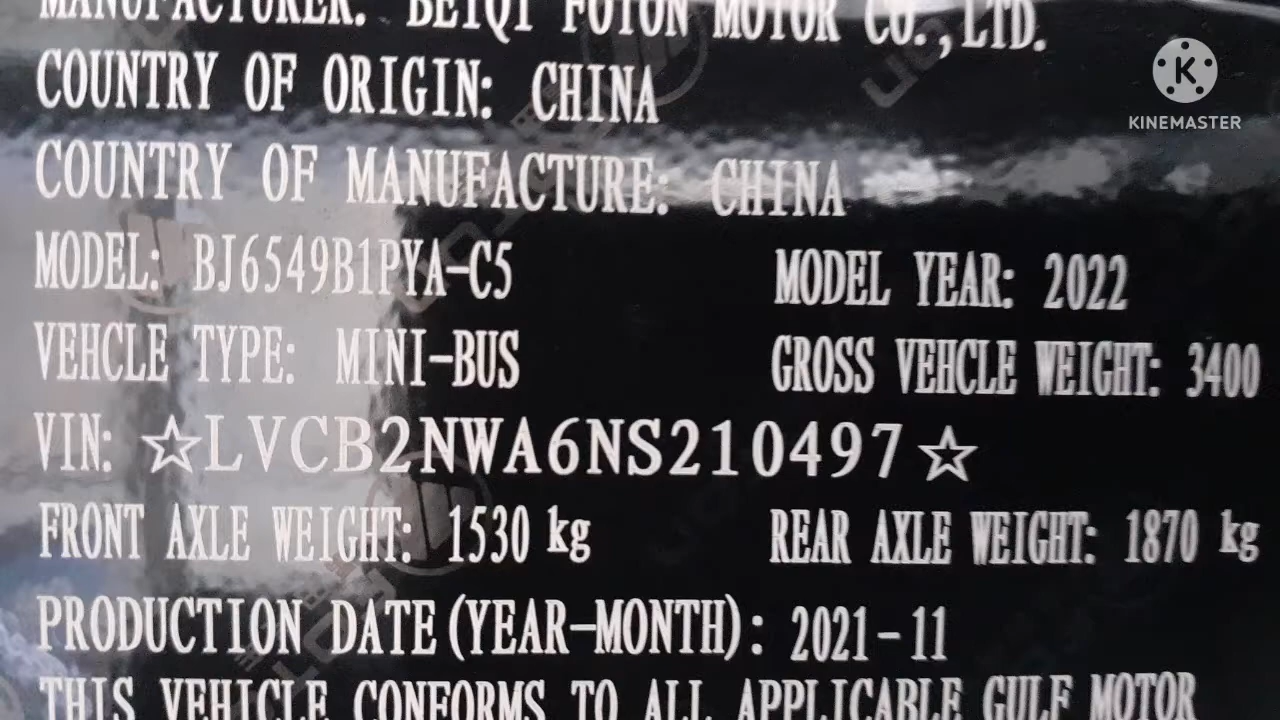 MANUFACTURER: BEIQI FOTON MOTOR CO.,LTD.
COUNTRY OF ORIGIN: CHINA
KINEMASTER
COUNTRY OF MANUFACTURE: CHINA
MODEL: BJ6549B1PYA-C5 MODEL YEAR: 2022
VEHCLE TYPE: MINI-BUS GROSS VEHCLE WEIGHT: 3400
VIN: ☆LVCB2NWA6NS210497☆
FRONT AXLE WEIGHT: 1530 kg REAR AXLE WEIGHT: 1870 kg
PRODUCTION DATE(YEAR-MONTH): 2021-11
THIS VEHICLE CONFORMS TO ALL APPLICABLE GULF MOTOR